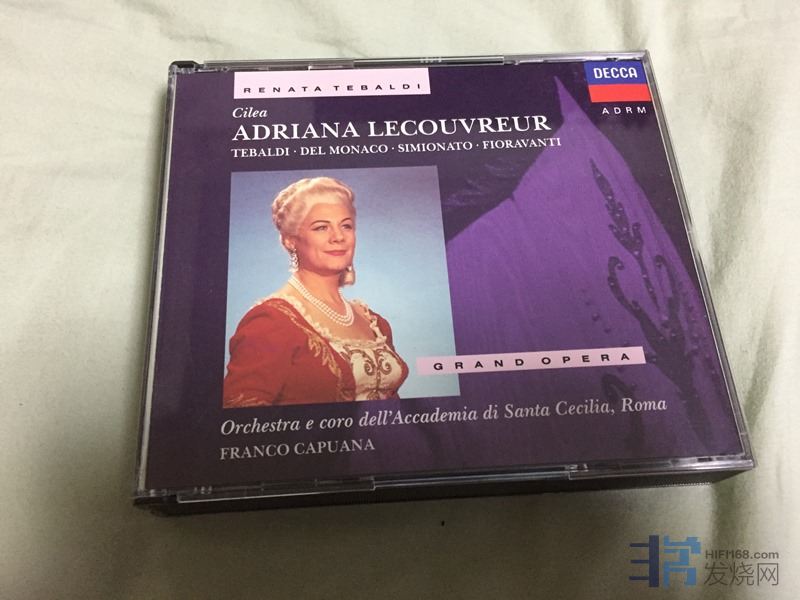 RENATA TEBALDI
DECCA
ADRM
Cilea
ADRIANA LECOUVREUR
TEBALDI · DEL MONACO · SIMIONATO · FIORAVANTI
GRAND OPERA
Orchestra e coro dell'Accademia di Santa Cecilia, Roma
FRANCO CAPUANA
HIFM68.com
发烧网